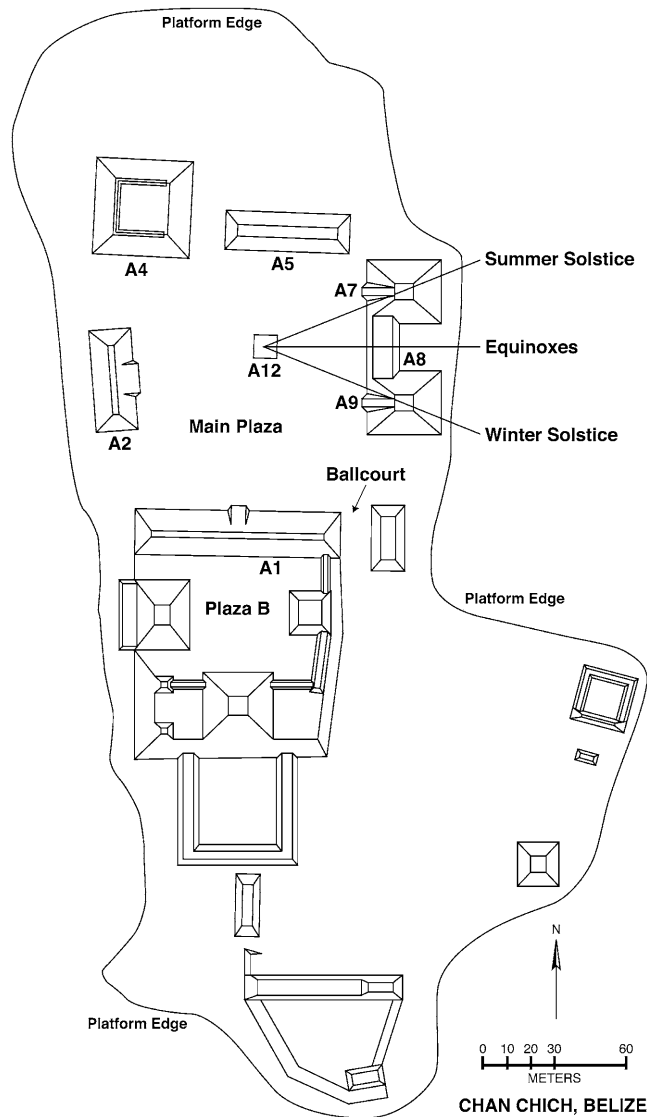 Platform Edge
A4
A5
Summer Solstice
A7
Equinoxes
A8
A12
A9
Main Plaza
A2
Winter Solstice
Ballcourt
A1
Plaza B
Platform Edge
N
Platform Edge
0 10 20 30 60
METERS
CHAN CHICH, BELIZE